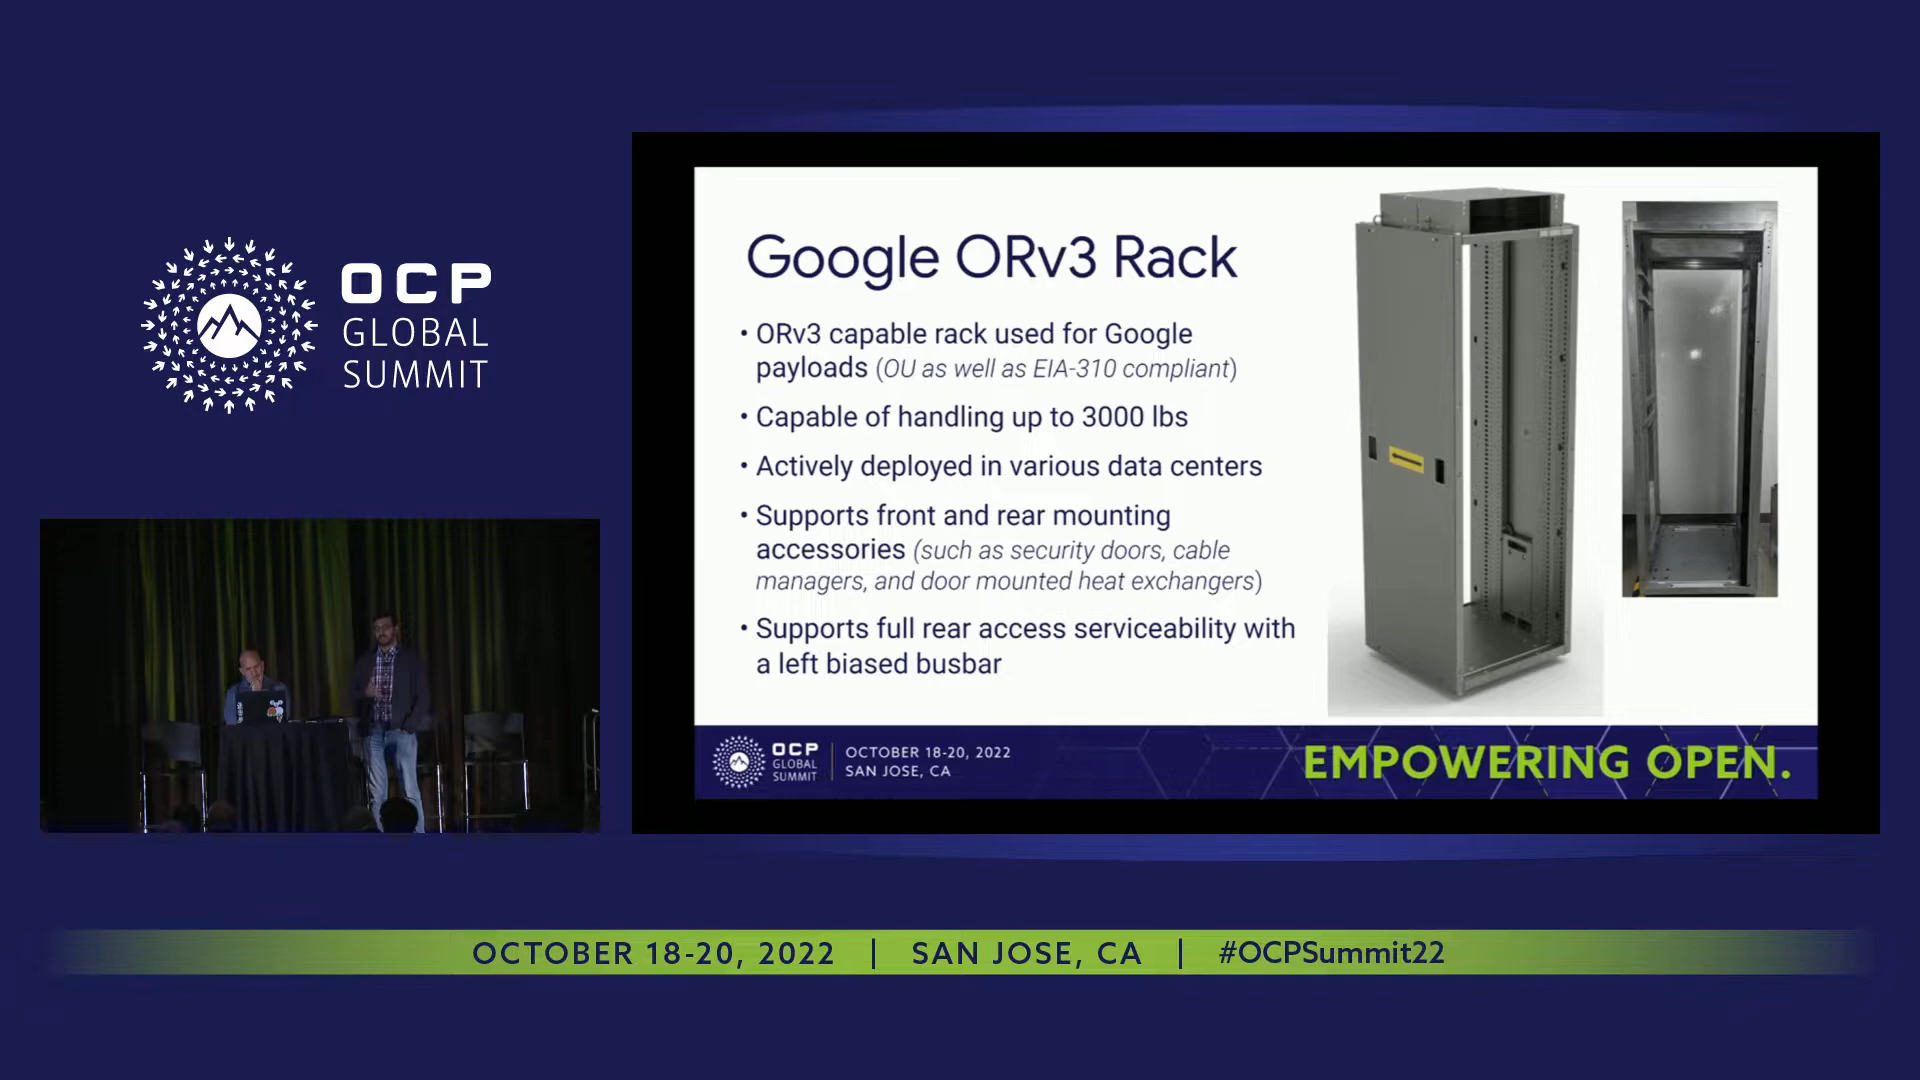 OCP
GLOBAL
SUMMIT
Google ORv3 Rack
• ORv3 capable rack used for Google
payloads (OU as well as EIA-310 compliant)
• Capable of handling up to 3000 lbs
• Actively deployed in various data centers
• Supports front and rear mounting
accessories (such as security doors, cable
managers, and door mounted heat exchangers)
• Supports full rear access serviceability with
a left biased busbar
OCP
GLOBAL
SUMMIT
OCTOBER 18-20, 2022
SAN JOSE, CA
EMPOWERING OPEN.
OCTOBER 18-20, 2022 | SAN JOSE, CA | #OCPSummit22